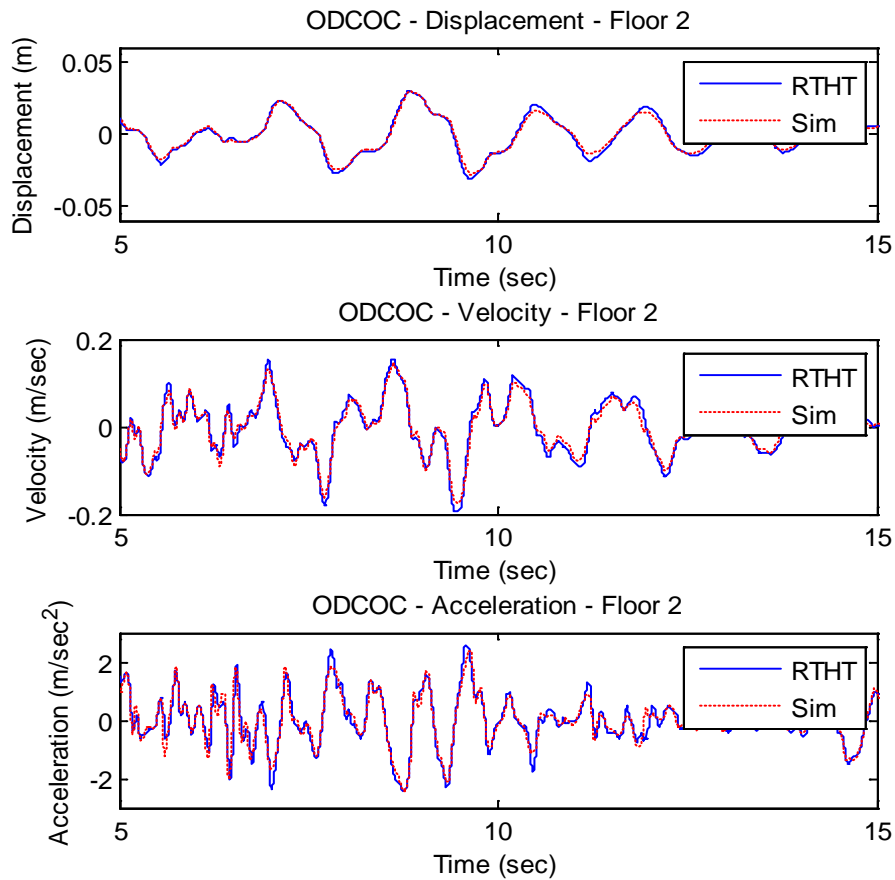 ODCOC - Displacement - Floor 2
Displacement (m)
0.05
0
-0.05
RTHT
Sim
5
10
15
Time (sec)
ODCOC - Velocity - Floor 2
Velocity (m/sec)
0.2
0
-0.2
RTHT
Sim
5
10
15
Time (sec)
ODCOC - Acceleration - Floor 2
Acceleration (m/sec²)
2
0
-2
RTHT
Sim
5
10
15
Time (sec)